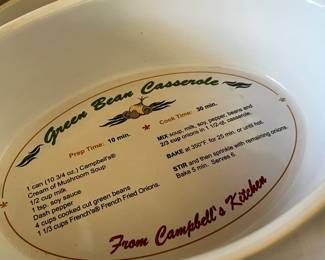 Green Bean Casserole
Prep Time: 10 min.
Cook Time: 30 min.
1 can (10 3/4 oz.) Campbell's®
Cream of Mushroom Soup
1/2 cup milk
1 tsp. soy sauce
Dash pepper
4 cups cooked cut green beans
1 1/3 cups French's® French Fried Onions.
MIX soup, milk, soy, pepper, beans and
2/3 cup onions in 1 1/2-qt. casserole.
BAKE at 350°F for 25 min. or until hot.
STIR and then sprinkle with remaining onions.
Bake 5 min. Serves 6.
From Campbell's Kitchen